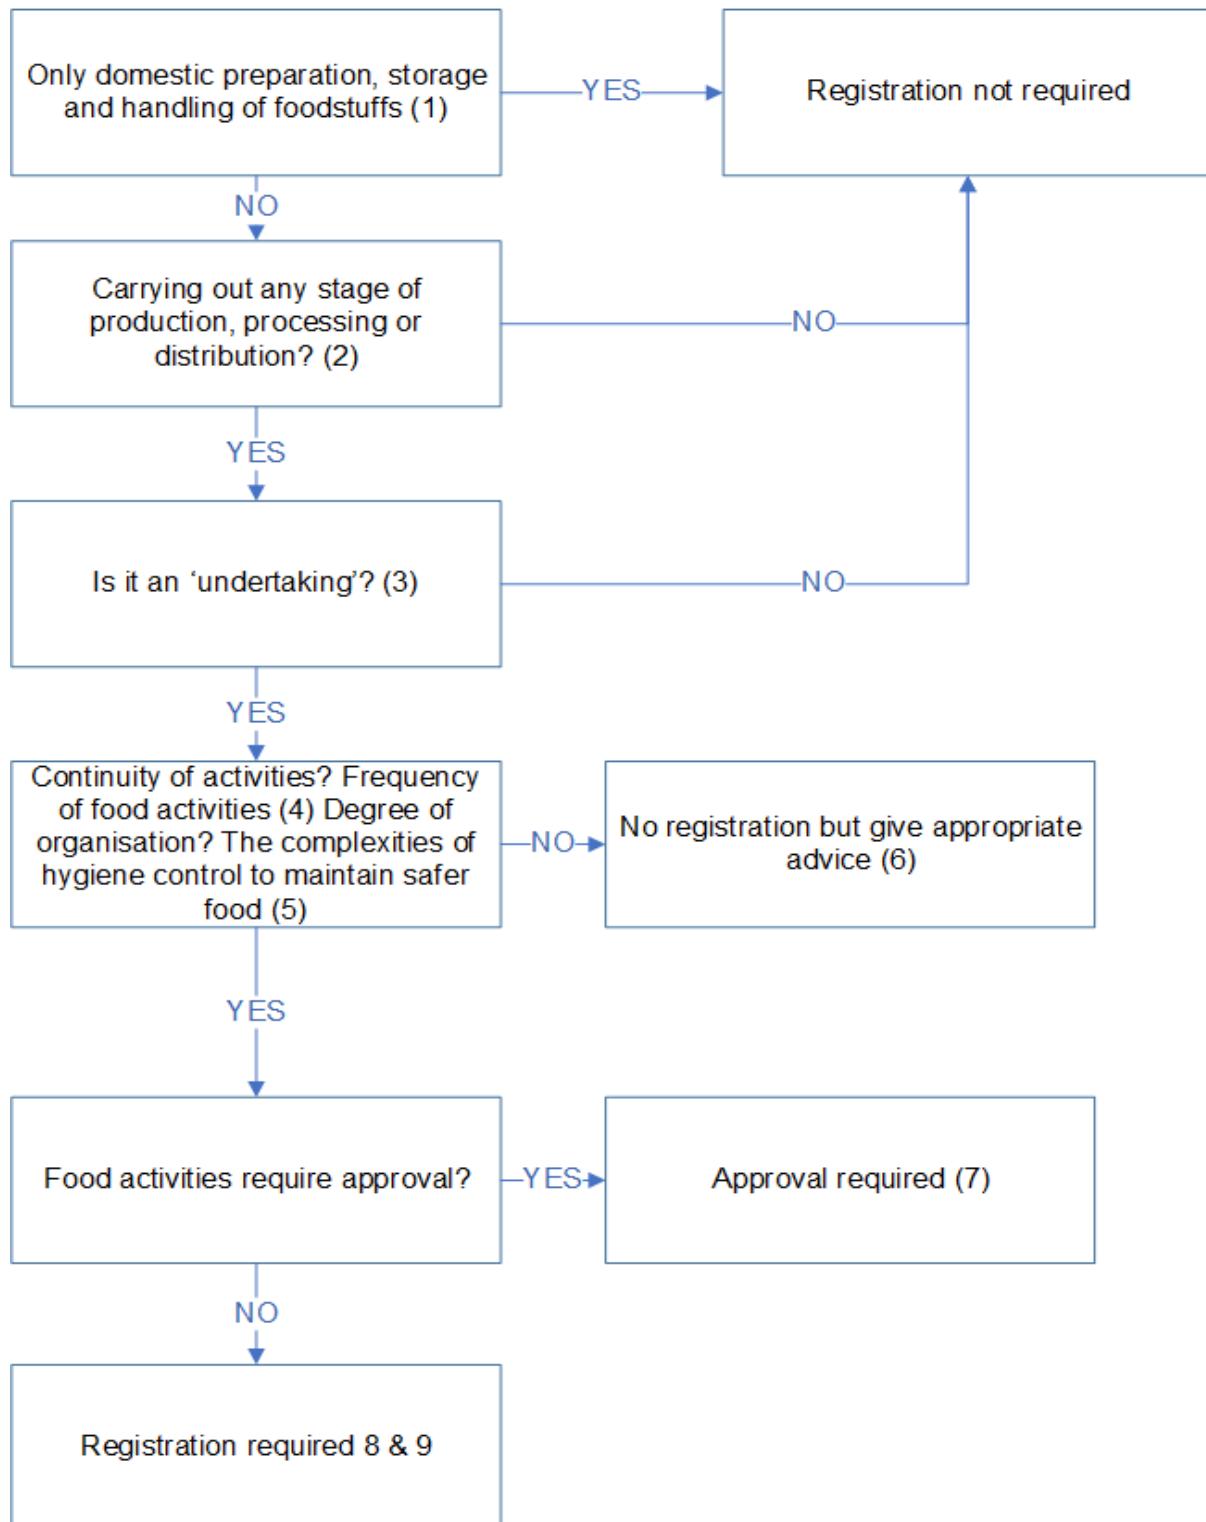 Only domestic preparation, storage
and handling of foodstuffs (1)
YES
Registration not required
NO
Carrying out any stage of
production, processing or
distribution? (2)
NO
YES
Is it an ‘undertaking’? (3)
NO
YES
Continuity of activities? Frequency
of food activities (4) Degree of
organisation? The complexities of
hygiene control to maintain safer
food (5)
NO
No registration but give appropriate
advice (6)
YES
Food activities require approval?
YES
Approval required (7)
NO
Registration required 8 & 9